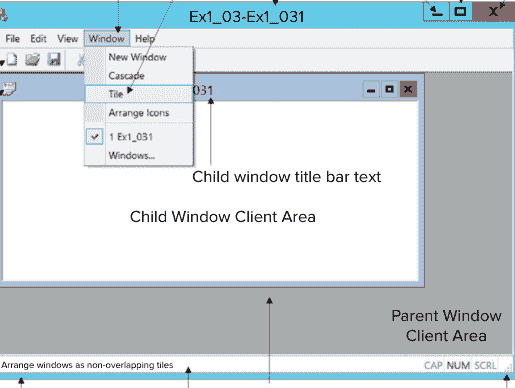 Ex1_03-Ex1_031
File Edit View Window Help
New Window
Cascade
Tile
031
Arrange Icons
1 Ex1_031
Windows...
Child window title bar text
Child Window Client Area
Parent Window
Client Area
Arrange windows as non-overlapping tiles
CAP NUM SCRL